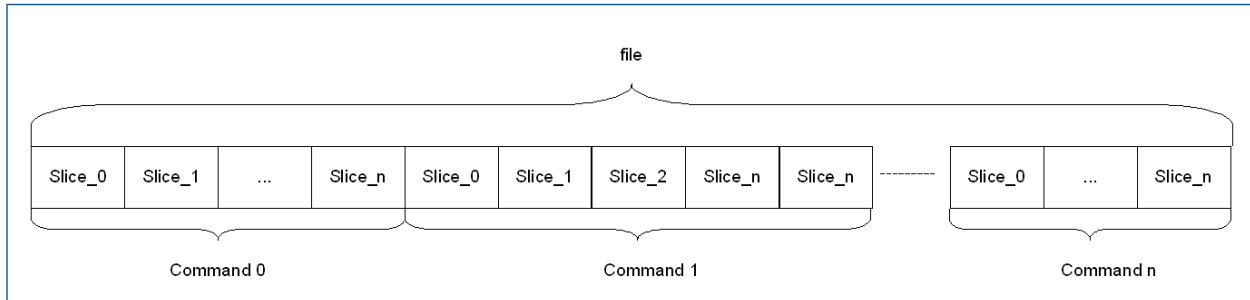 file
Slice_0 Slice_1 ... Slice_n Slice_0 Slice_1 Slice_2 Slice_n Slice_n Slice_0 ... Slice_n
Command 0 Command 1 Command n